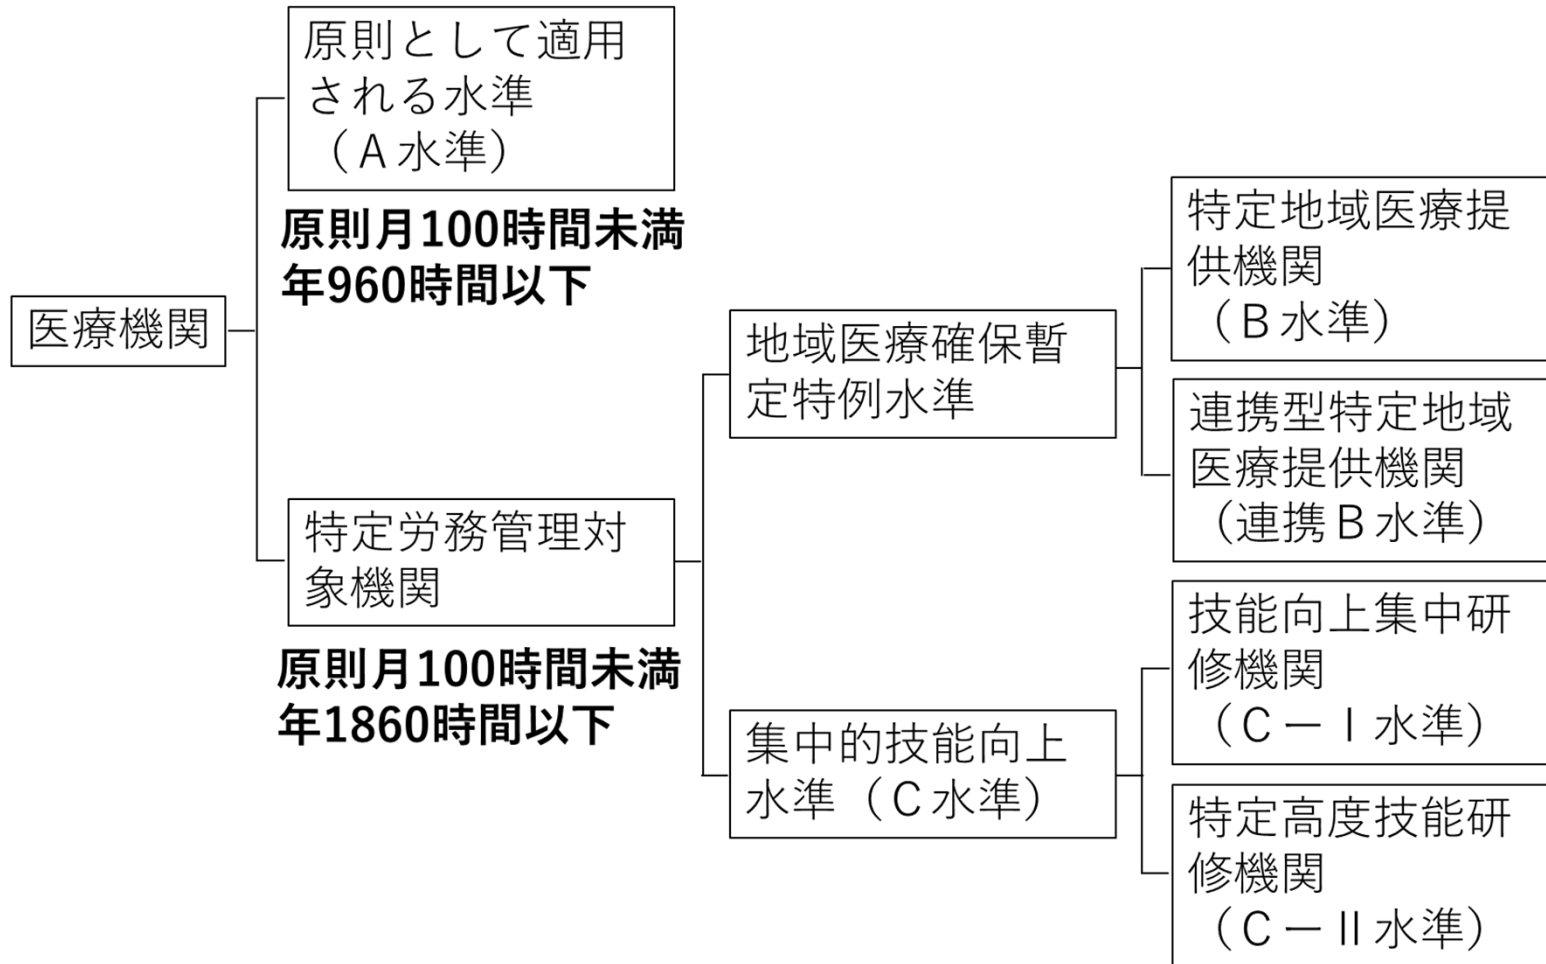 医療機関
原則として適用
される水準
（Ａ水準）
原則月100時間未満
年960時間以下
特定労務管理対
象機関
原則月100時間未満
年1860時間以下
地域医療確保暫
定特例水準
集中的技能向上
水準（Ｃ水準）
特定地域医療提
供機関
（Ｂ水準）
連携型特定地域
医療提供機関
（連携Ｂ水準）
技能向上集中研
修機関
（Ｃ－Ⅰ水準）
特定高度技能研
修機関
（Ｃ－Ⅱ水準）